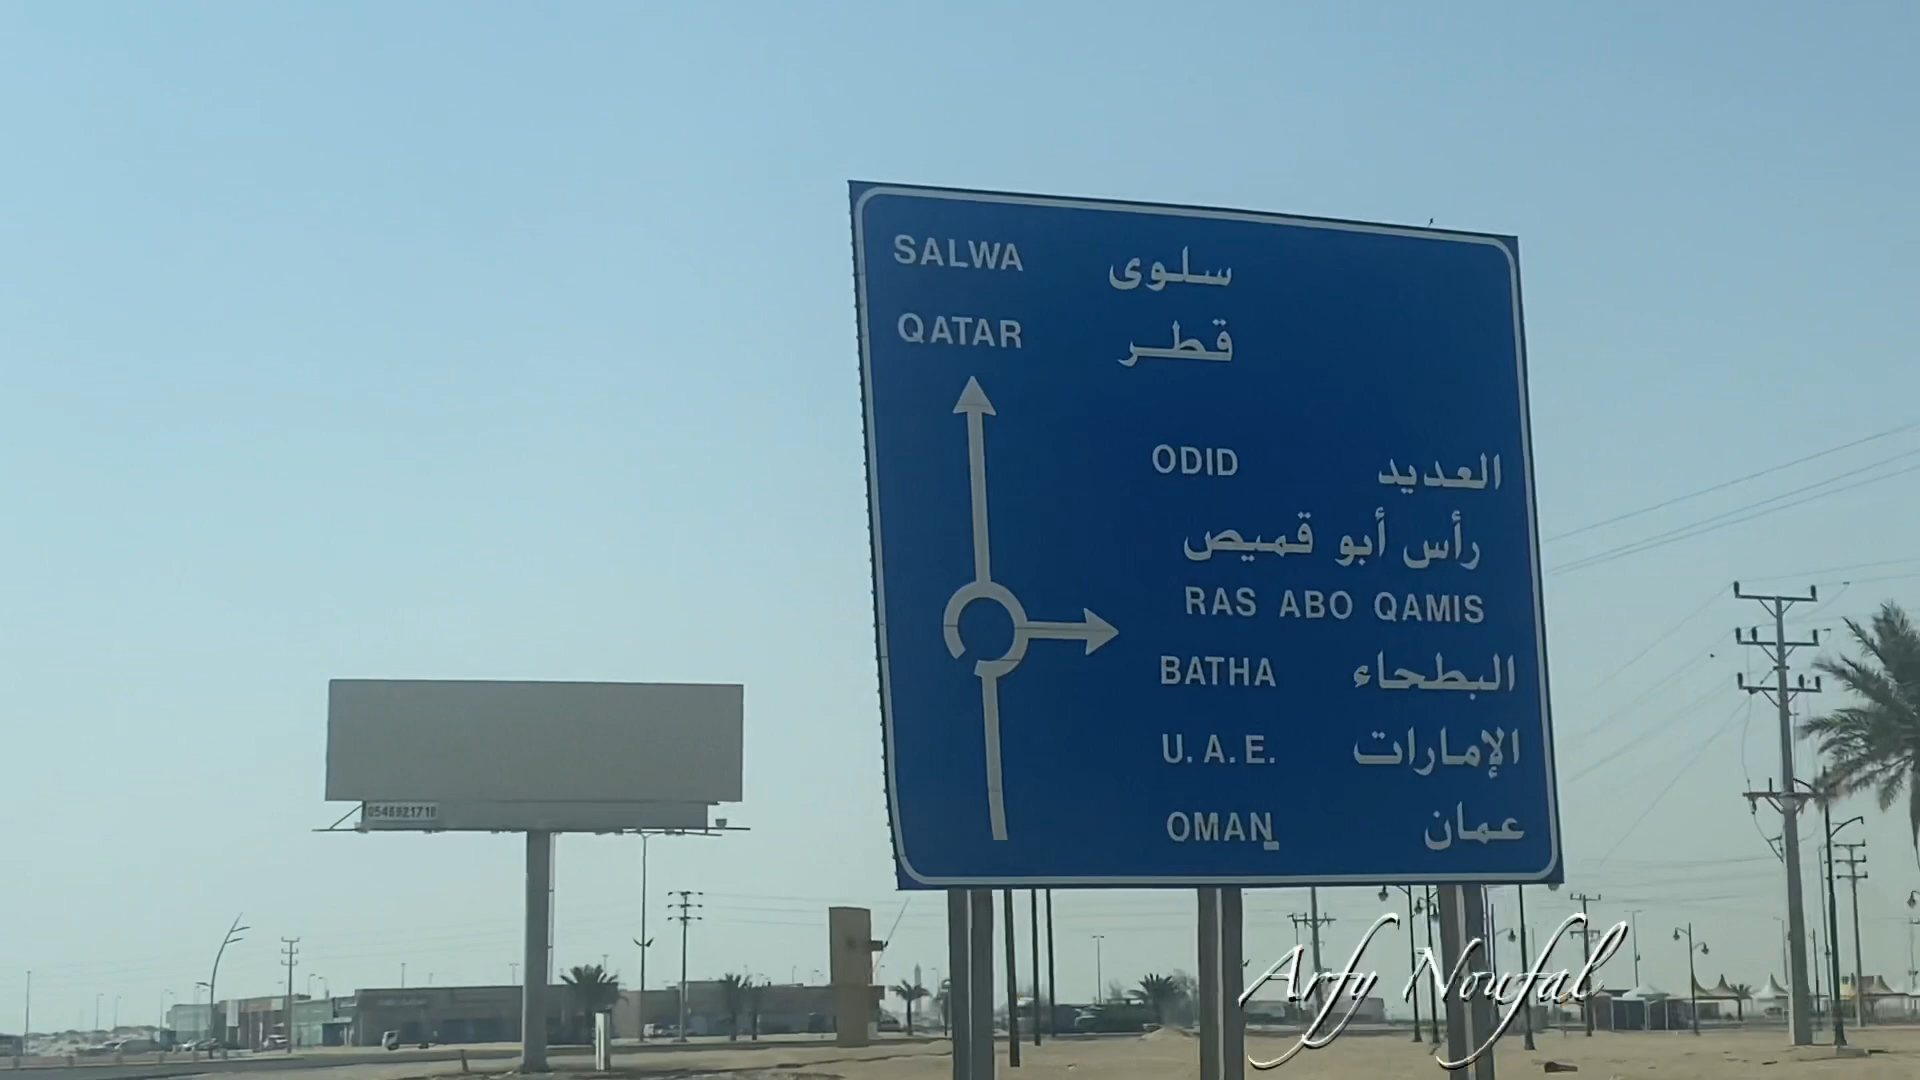 SALWA سلوى
QATAR قطر
ODID العديد
رأس أبو قميص
RAS ABO QAMIS
BATHA البطحاء
U.A.E. الإمارات
OMAN عمان
0546921716
Arfy Noufal